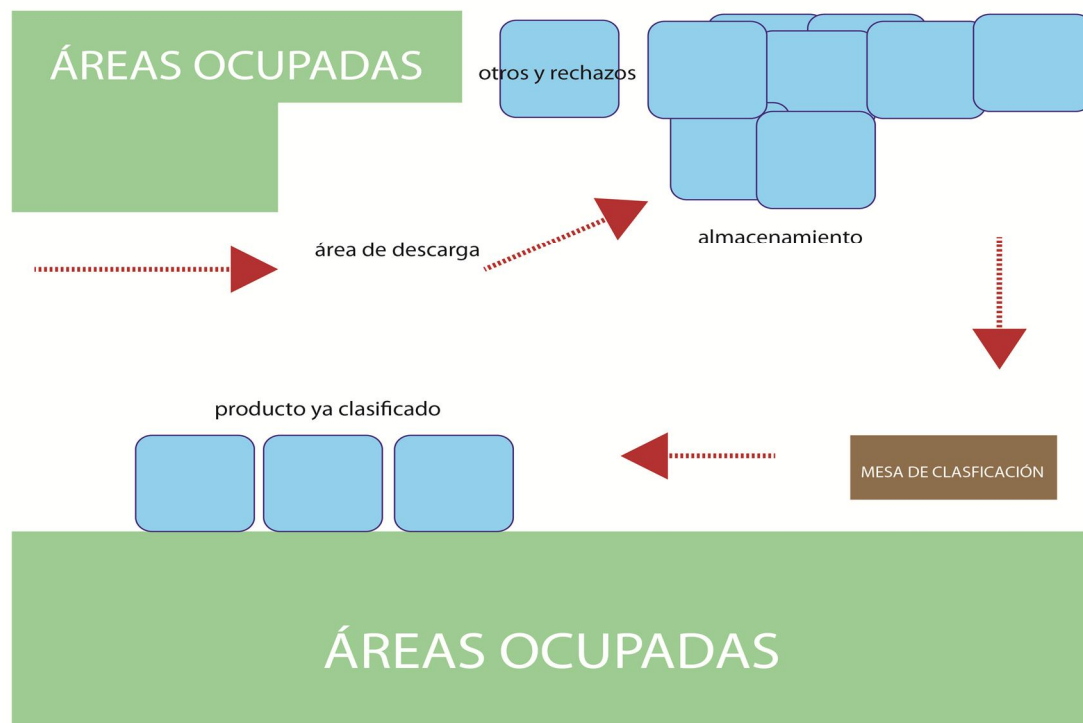 ÁREAS OCUPADAS
otros y rechazos
almacenamiento
área de descarga
producto ya clasificado
MESA DE CLASFICACIÓN
ÁREAS OCUPADAS